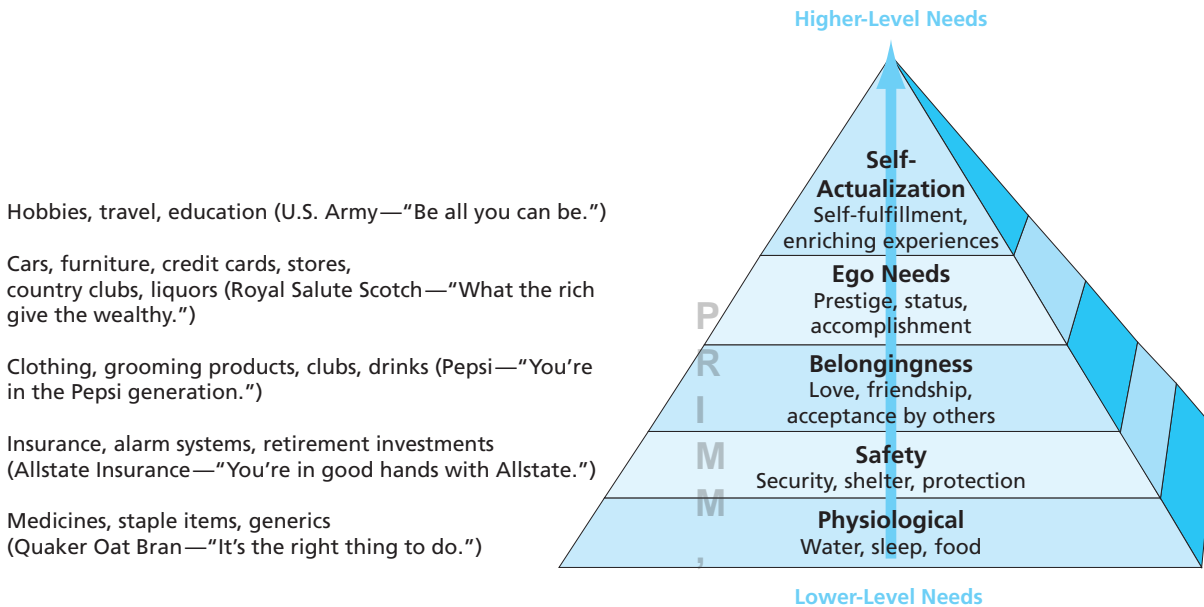 Higher-Level Needs
Self-
Actualization
Self-fulfillment,
enriching experiences
Hobbies, travel, education (U.S. Army—"Be all you can be.")
Ego Needs
Prestige, status,
accomplishment
Cars, furniture, credit cards, stores,
country clubs, liquors (Royal Salute Scotch—"What the rich
give the wealthy.")
Belongingness
Love, friendship,
acceptance by others
Clothing, grooming products, clubs, drinks (Pepsi—"You're
in the Pepsi generation.")
Safety
Security, shelter, protection
Insurance, alarm systems, retirement investments
(Allstate Insurance—"You're in good hands with Allstate.")
Physiological
Water, sleep, food
Medicines, staple items, generics
(Quaker Oat Bran—"It's the right thing to do.")
Lower-Level Needs
P
R
I
M
M
,